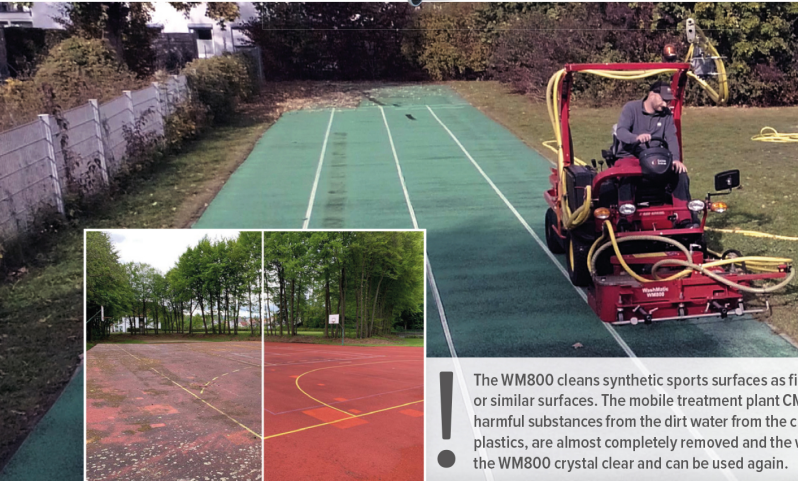 WashMatic
WM800
!
The WM800 cleans synthetic sports surfaces as fi
or similar surfaces. The mobile treatment plant CM
harmful substances from the dirt water from the c
plastics, are almost completely removed and the w
the WM800 crystal clear and can be used again.